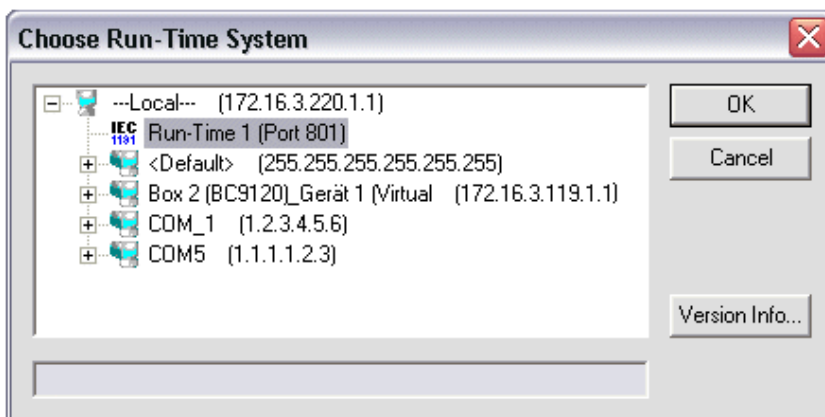 Choose Run-Time System
---Local--- (172.16.3.220.1.1)
OK
IEC
1131
Run-Time 1 (Port 801)
<Default> (255.255.255.255.255.255)
Cancel
Box 2 (BC9120)_Gerät 1 (Virtual (172.16.3.119.1.1)
COM_1 (1.2.3.4.5.6)
COM5 (1.1.1.1.2.3)
Version Info...